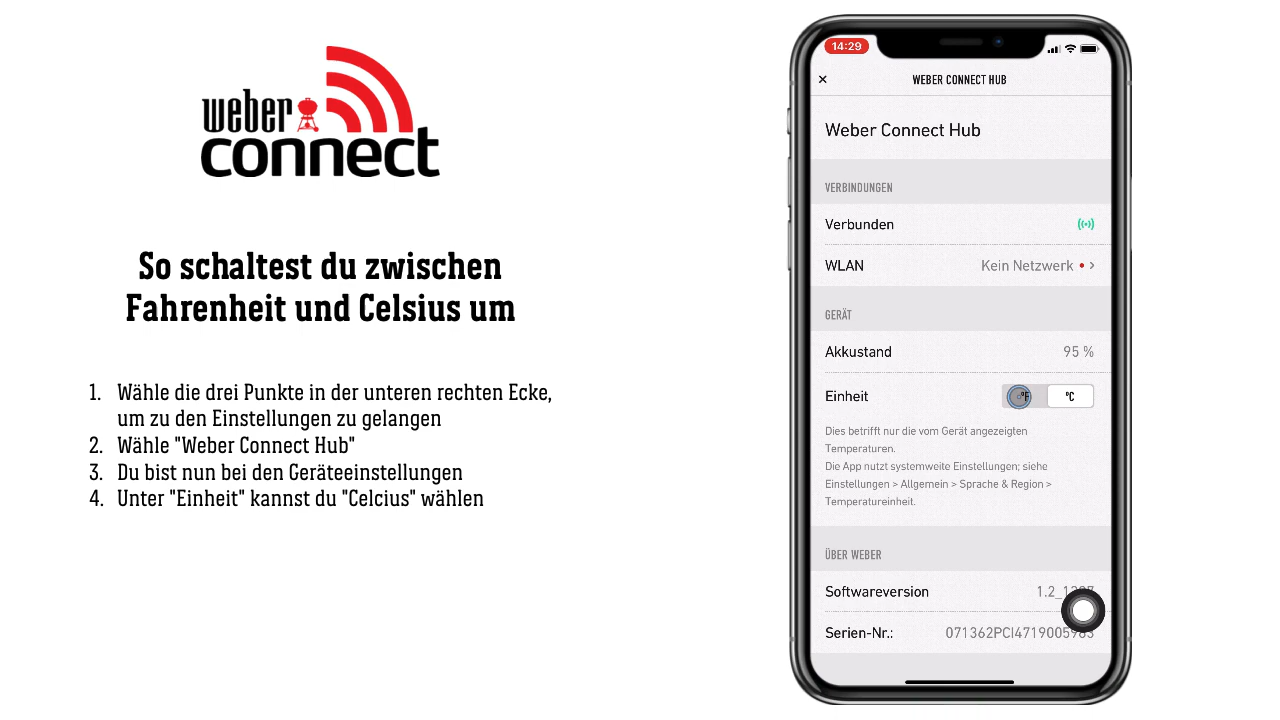 weber
connect
So schaltest du zwischen
Fahrenheit und Celsius um
1. Wähle die drei Punkte in der unteren rechten Ecke,
um zu den Einstellungen zu gelangen
2. Wähle "Weber Connect Hub"
3. Du bist nun bei den Geräteeinstellungen
4. Unter "Einheit" kannst du "Celcius" wählen
14:29
× WEBER CONNECT HUB
Weber Connect Hub
VERBINDUNGEN
Verbunden
WLAN Kein Netzwerk • >
GERÄT
Akkustand 95 %
Einheit °F °C
Dies betrifft nur die vom Gerät angezeigten
Temperaturen.
Die App nutzt systemweite Einstellungen; siehe
Einstellungen > Allgemein > Sprache & Region >
Temperatureinheit.
ÜBER WEBER
Softwareversion
Serien-Nr.: